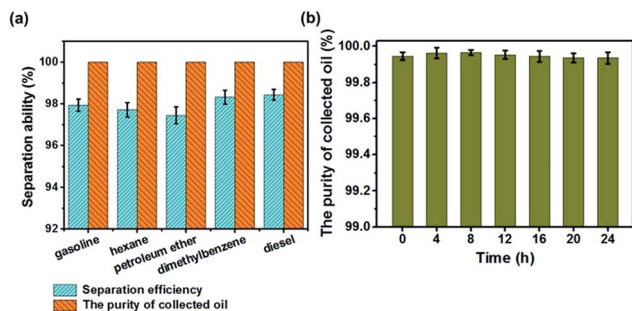 (a)
Separation ability (%)
100
98
96
94
92
gasoline
hexane
petroleum ether
dimethylbenzene
diesel
Separation efficiency
The purity of collected oil
(b)
The purity of collected oil (%)
100.0
99.8
99.6
99.4
99.2
99.0
0 4 8 12 16 20 24
Time (h)